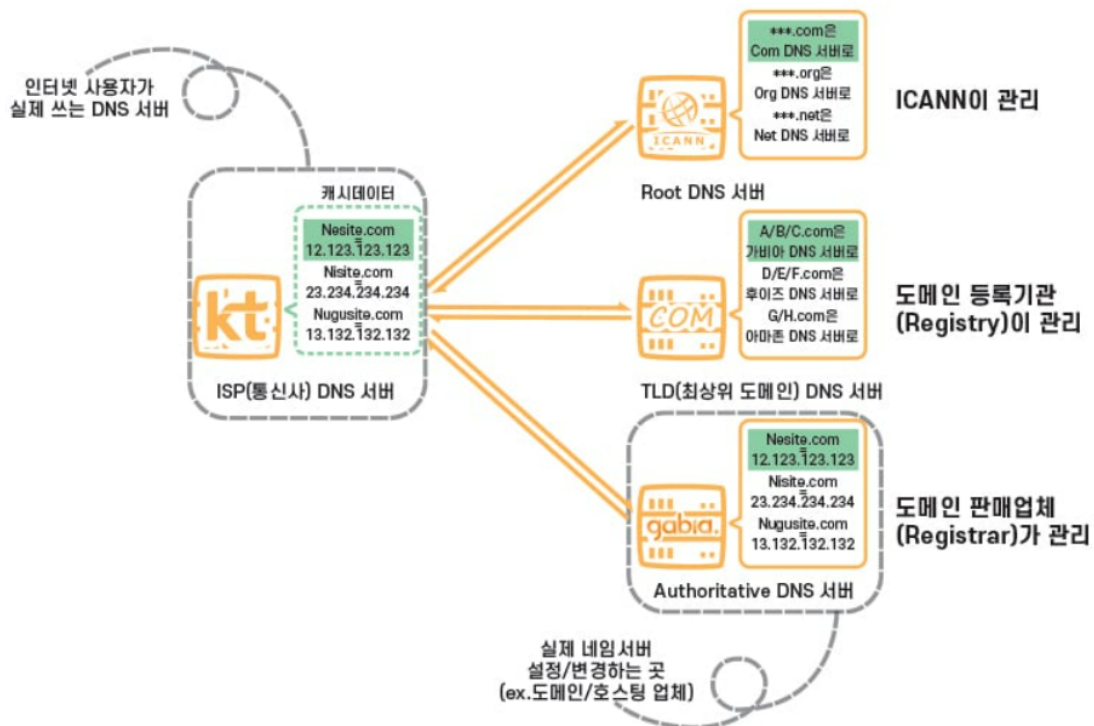 인터넷 사용자가
실제 쓰는 DNS 서버
캐시데이터
Nesite.com
=
12.123.123.123
Nisite.com
=
23.234.234.234
Nugusite.com
=
13.132.132.132
kt
ISP(통신사) DNS 서버
***.com은
Com DNS 서버로
***.org은
Org DNS 서버로
***.net은
Net DNS 서버로
ICANN
Root DNS 서버
ICANN이 관리
A/B/C.com은
가비아 DNS 서버로
D/E/F.com은
후이즈 DNS 서버로
G/H.com은
아마존 DNS 서버로
COM
TLD(최상위 도메인) DNS 서버
도메인 등록기관
(Registry)이 관리
Nesite.com
=
12.123.123.123
Nisite.com
=
23.234.234.234
Nugusite.com
=
13.132.132.132
gabia.
Authoritative DNS 서버
도메인 판매업체
(Registrar)가 관리
실제 네임서버
설정/변경하는 곳
(ex.도메인/호스팅 업체)